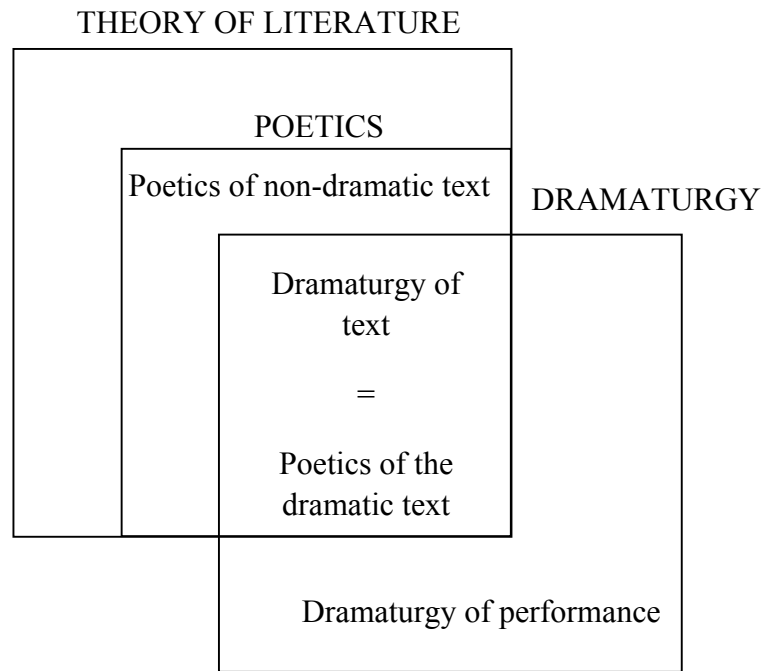 THEORY OF LITERATURE
POETICS
Poetics of non-dramatic text
DRAMATURGY
Dramaturgy of
text
=
Poetics of the
dramatic text
Dramaturgy of performance